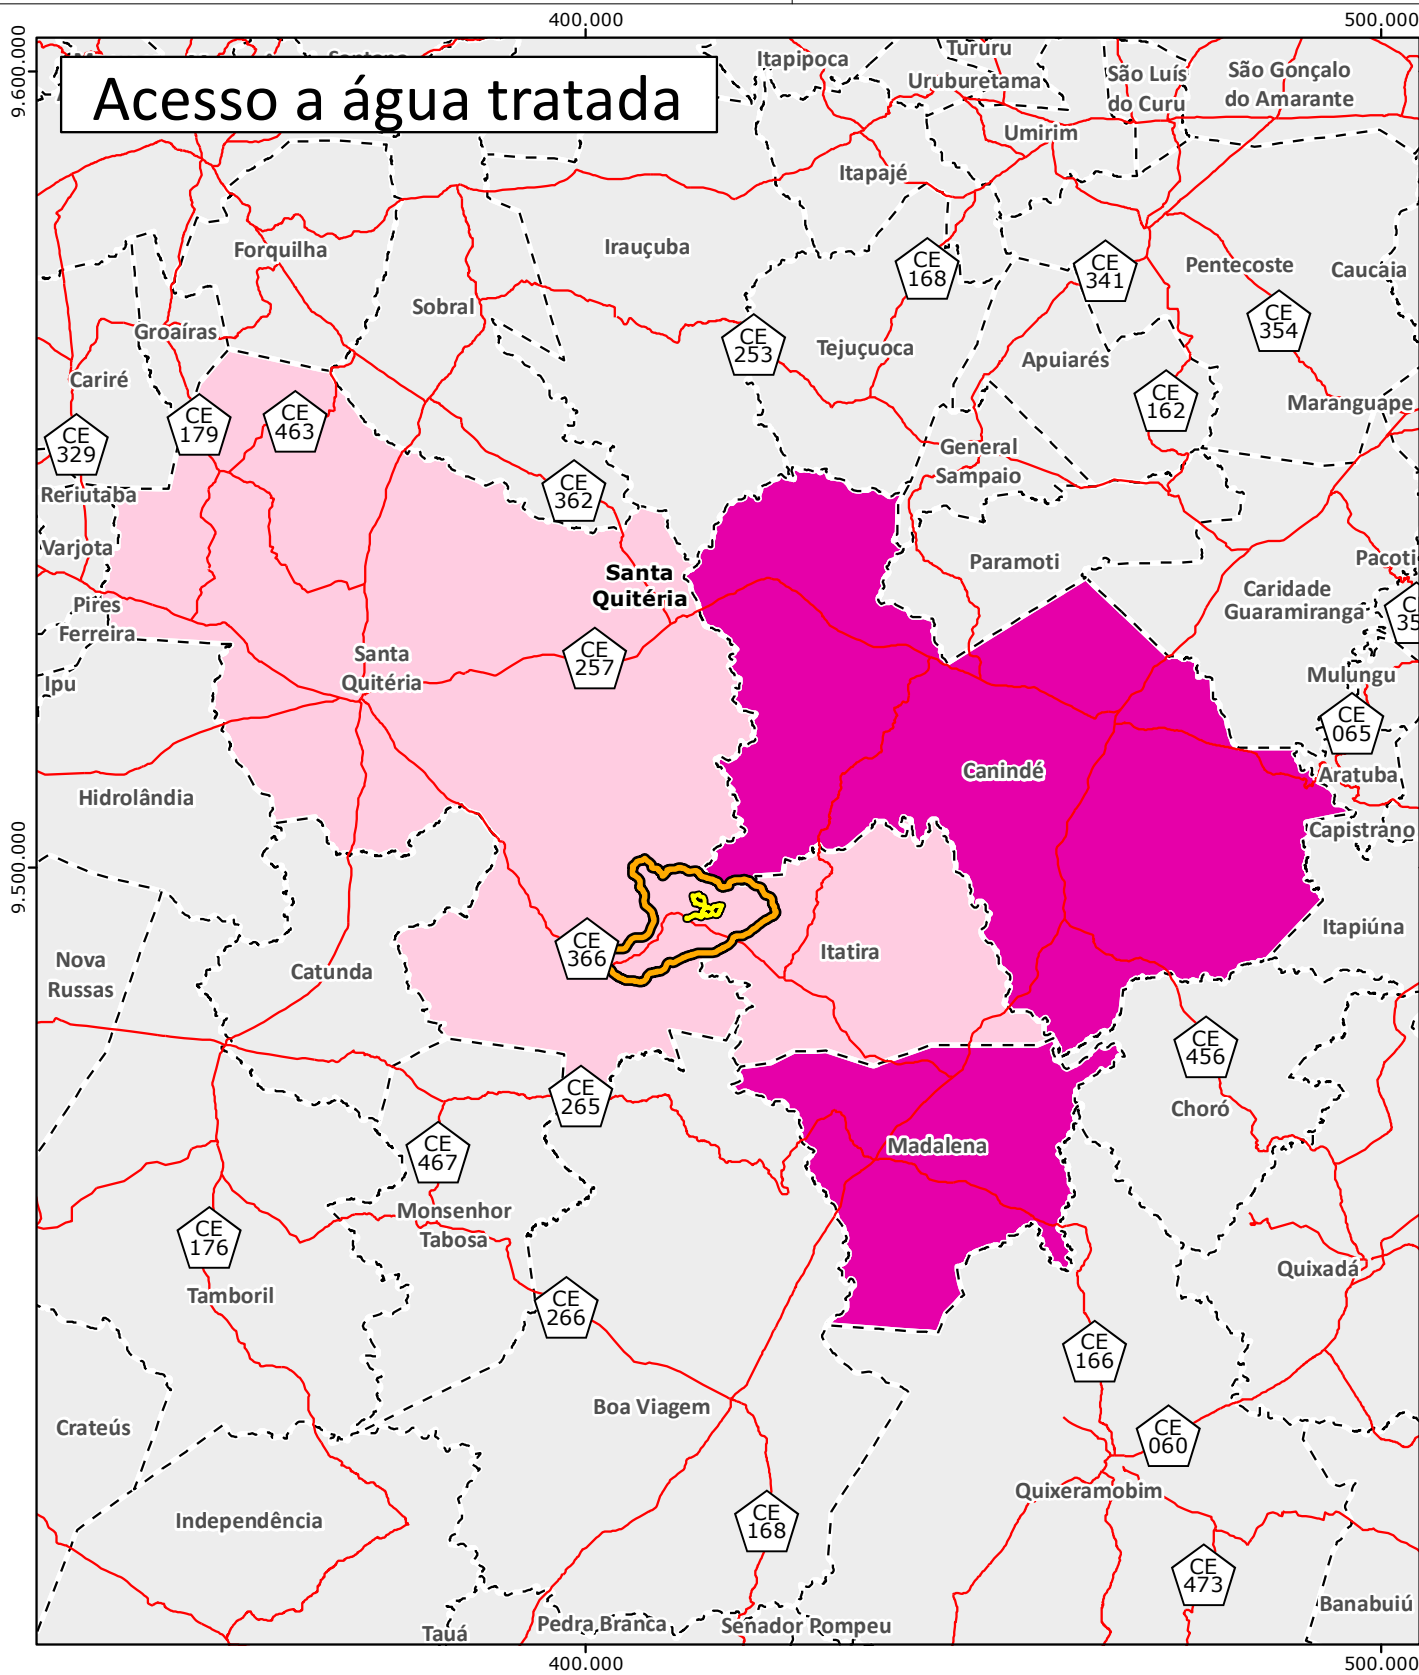 400.000
500.000
9.600.000
Acesso a água tratada
Itapipoca
Tururu
Uruburetama
São Luís
do Curu
São Gonçalo
do Amarante
Umirim
Itapajé
Forquilha
Irauçuba
CE
168
CE
341
Pentecoste
Caucaia
Sobral
Groaíras
CE
253
Tejuçuoca
CE
354
Apuiarés
Cariré
CE
162
Maranguape
CE
179
CE
463
CE
329
General
Sampaio
Reriutaba
CE
362
Varjota
Paramoti
Santa
Quitéria
Caridade
Guaramiranga
Pires
Ferreira
CE
257
Santa
Quitéria
Ipu
Mulungu
CE
065
Canindé
Aratuba
Hidrolândia
Capistrano
9.500.000
Itapiúna
CE
366
Itatira
Nova
Russas
Catunda
CE
456
CE
265
Choró
CE
467
Madalena
Monsenhor
Tabosa
CE
176
Quixadá
Tamboril
CE
266
CE
166
Boa Viagem
Crateús
CE
060
Quixeramobim
CE
168
Independência
CE
473
Banabuiú
Tauá
Pedra Branca
Senador Pompeu
400.000
500.000